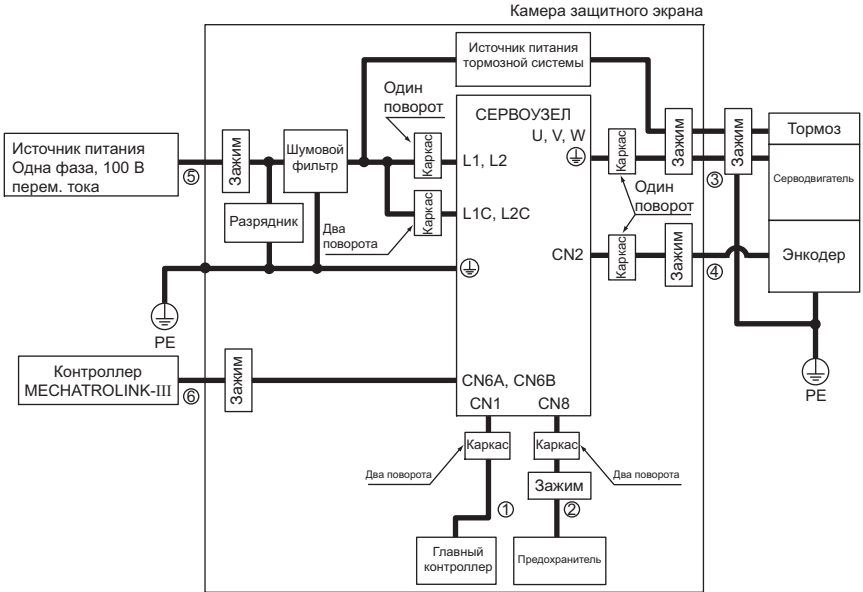 Камера защитного экрана
Источник питания
тормозной системы
Один
поворот
СЕРВОУЗЕЛ
U, V, W
Источник питания
Одна фаза, 100 В
перем. тока
⑤
Зажим
Шумовой
фильтр
Каркас
L1, L2
Каркас
Зажим
Зажим
③
Тормоз
Серводвигатель
Один
поворот
Разрядник
Два
поворота
Каркас
L1C, L2C
CN2
Каркас
Зажим
④
Энкодер
PE
PE
Контроллер
MECHATROLINK-III
⑥
Зажим
CN6A, CN6B
CN1
CN8
Каркас
Каркас
Два поворота
Два поворота
Зажим
①
②
Главный
контроллер
Предохранитель